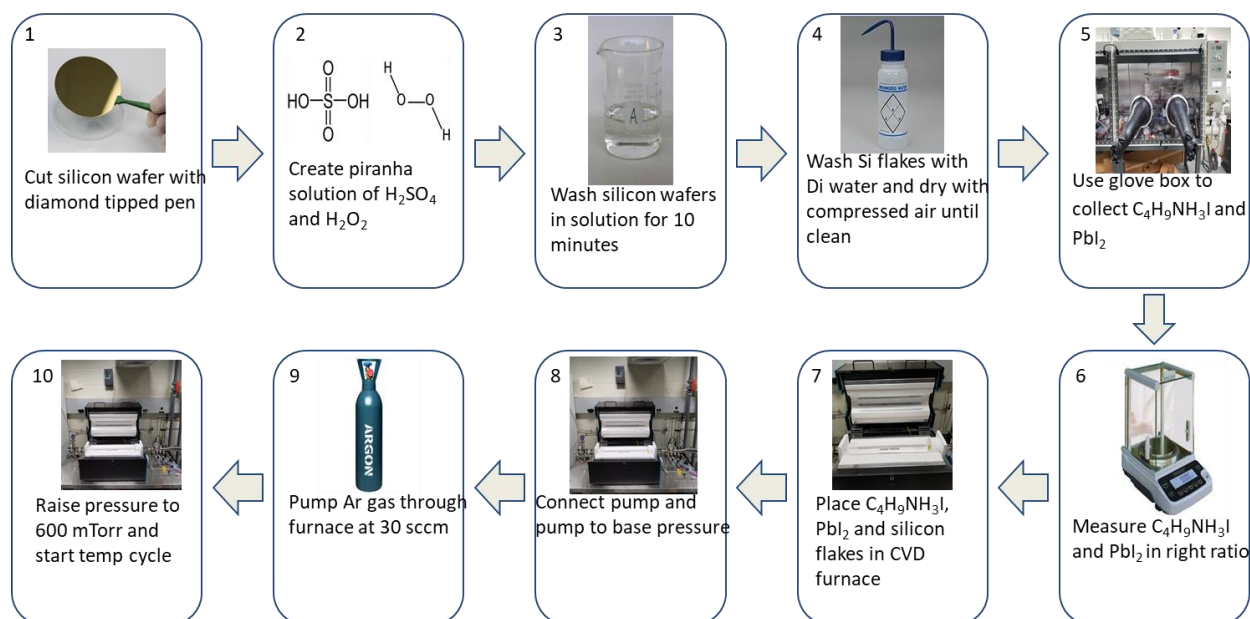 1
Cut silicon wafer with
diamond tipped pen
2
O
HO–S–OH
O
H
O–O
H
Create piranha
solution of H₂SO₄
and H₂O₂
3
A
Wash silicon wafers
in solution for 10
minutes
4
Wash Si flakes with
Di water and dry with
compressed air until
clean
5
Use glove box to
collect C₄H₉NH₃I and
PbI₂
6
Measure C₄H₉NH₃I
and PbI₂ in right ratio
7
Place C₄H₉NH₃I,
PbI₂ and silicon
flakes in CVD
furnace
8
Connect pump and
pump to base pressure
9
ARGON
Pump Ar gas through
furnace at 30 sccm
10
Raise pressure to
600 mTorr and
start temp cycle